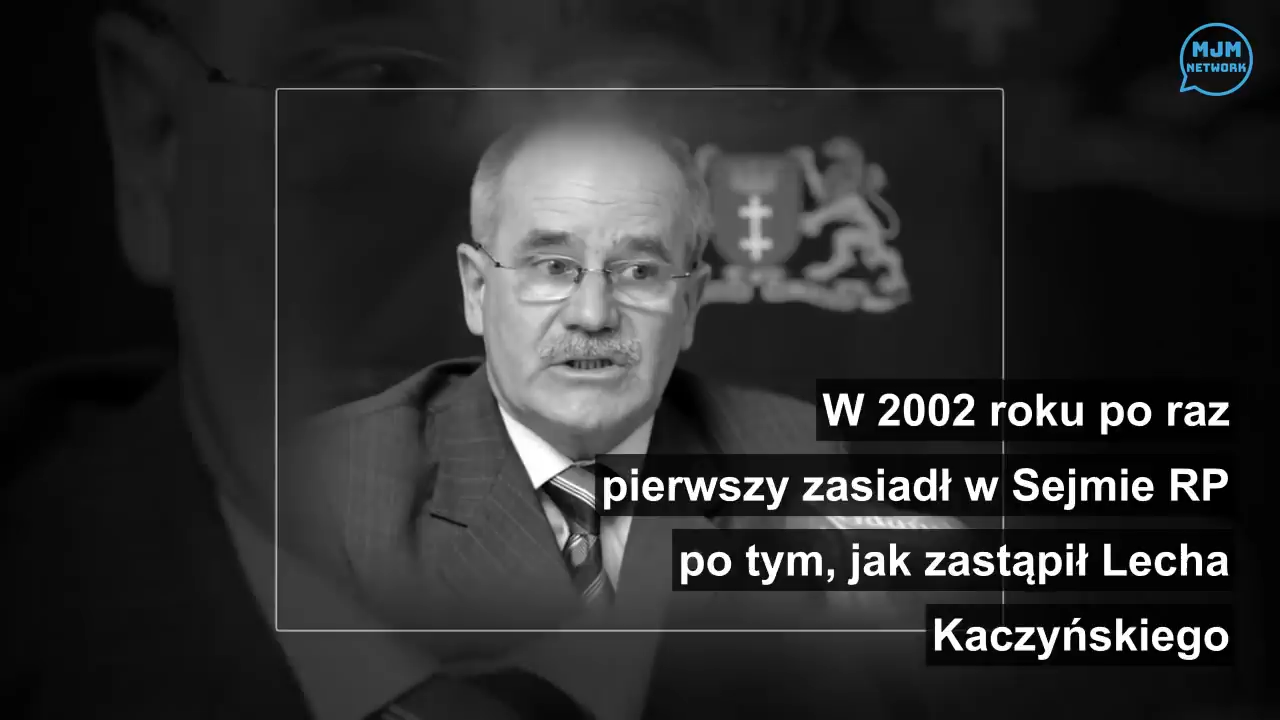 MJM
NETWORK
W 2002 roku po raz
pierwszy zasiadł w Sejmie RP
po tym, jak zastąpił Lecha
Kaczyńskiego